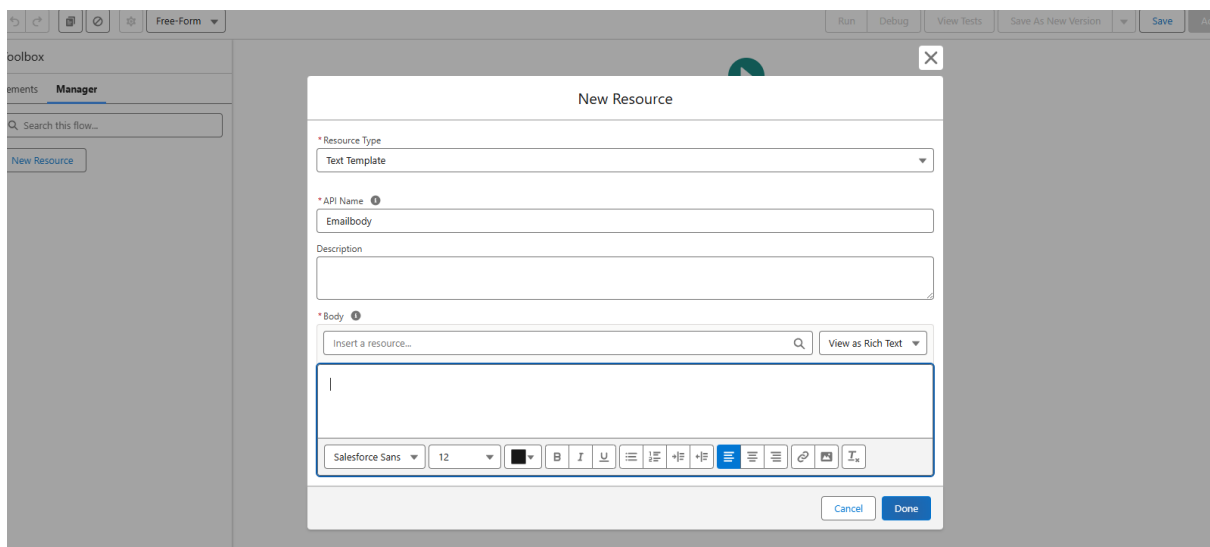 Free-Form
Run Debug View Tests Save As New Version Save
Toolbox
ements Manager
Search this flow...
New Resource
New Resource
*Resource Type
Text Template
*API Name
Emailbody
Description
*Body
Insert a resource... View as Rich Text
Salesforce Sans 12 B I U
Cancel Done